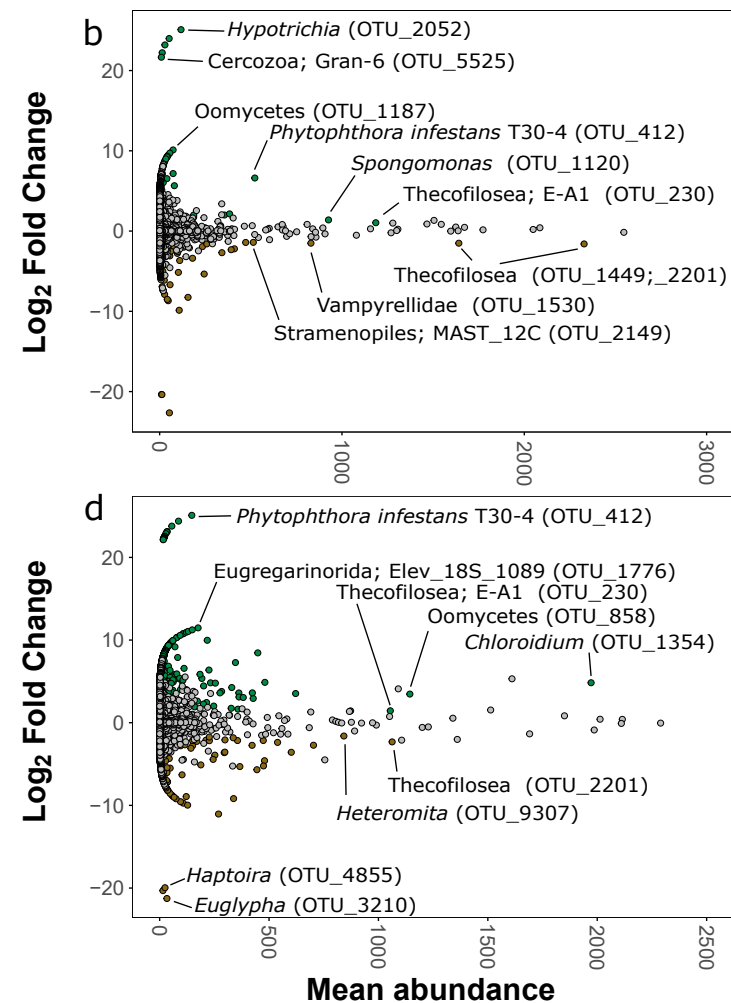 b
Hypotrichia (OTU_2052)
Cercozoa; Gran-6 (OTU_5525)
Oomycetes (OTU_1187)
Phytophthora infestans T30-4 (OTU_412)
Spongomonas (OTU_1120)
Thecofilosea; E-A1 (OTU_230)
Thecofilosea (OTU_1449;_2201)
Vampyrellidae (OTU_1530)
Stramenopiles; MAST_12C (OTU_2149)
Log2 Fold Change
20
10
0
−10
−20
0
1000
2000
3000
d
Phytophthora infestans T30-4 (OTU_412)
Eugregarinorida; Elev_18S_1089 (OTU_1776)
Thecofilosea; E-A1 (OTU_230)
Oomycetes (OTU_858)
Chloroidium (OTU_1354)
Thecofilosea (OTU_2201)
Heteromita (OTU_9307)
Haptoira (OTU_4855)
Euglypha (OTU_3210)
Log2 Fold Change
20
10
0
−10
−20
0
500
1000
1500
2000
2500
Mean abundance